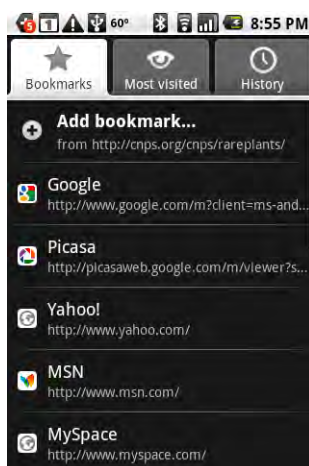 5 1 60° 8:55 PM
Bookmarks Most visited History
Add bookmark...
from http://cnps.org/cnps/rareplants/
Google
http://www.google.com/m?client=ms-and...
Picasa
http://picasaweb.google.com/m/viewer?s...
Yahoo!
http://www.yahoo.com/
MSN
http://www.msn.com/
MySpace
http://www.myspace.com/